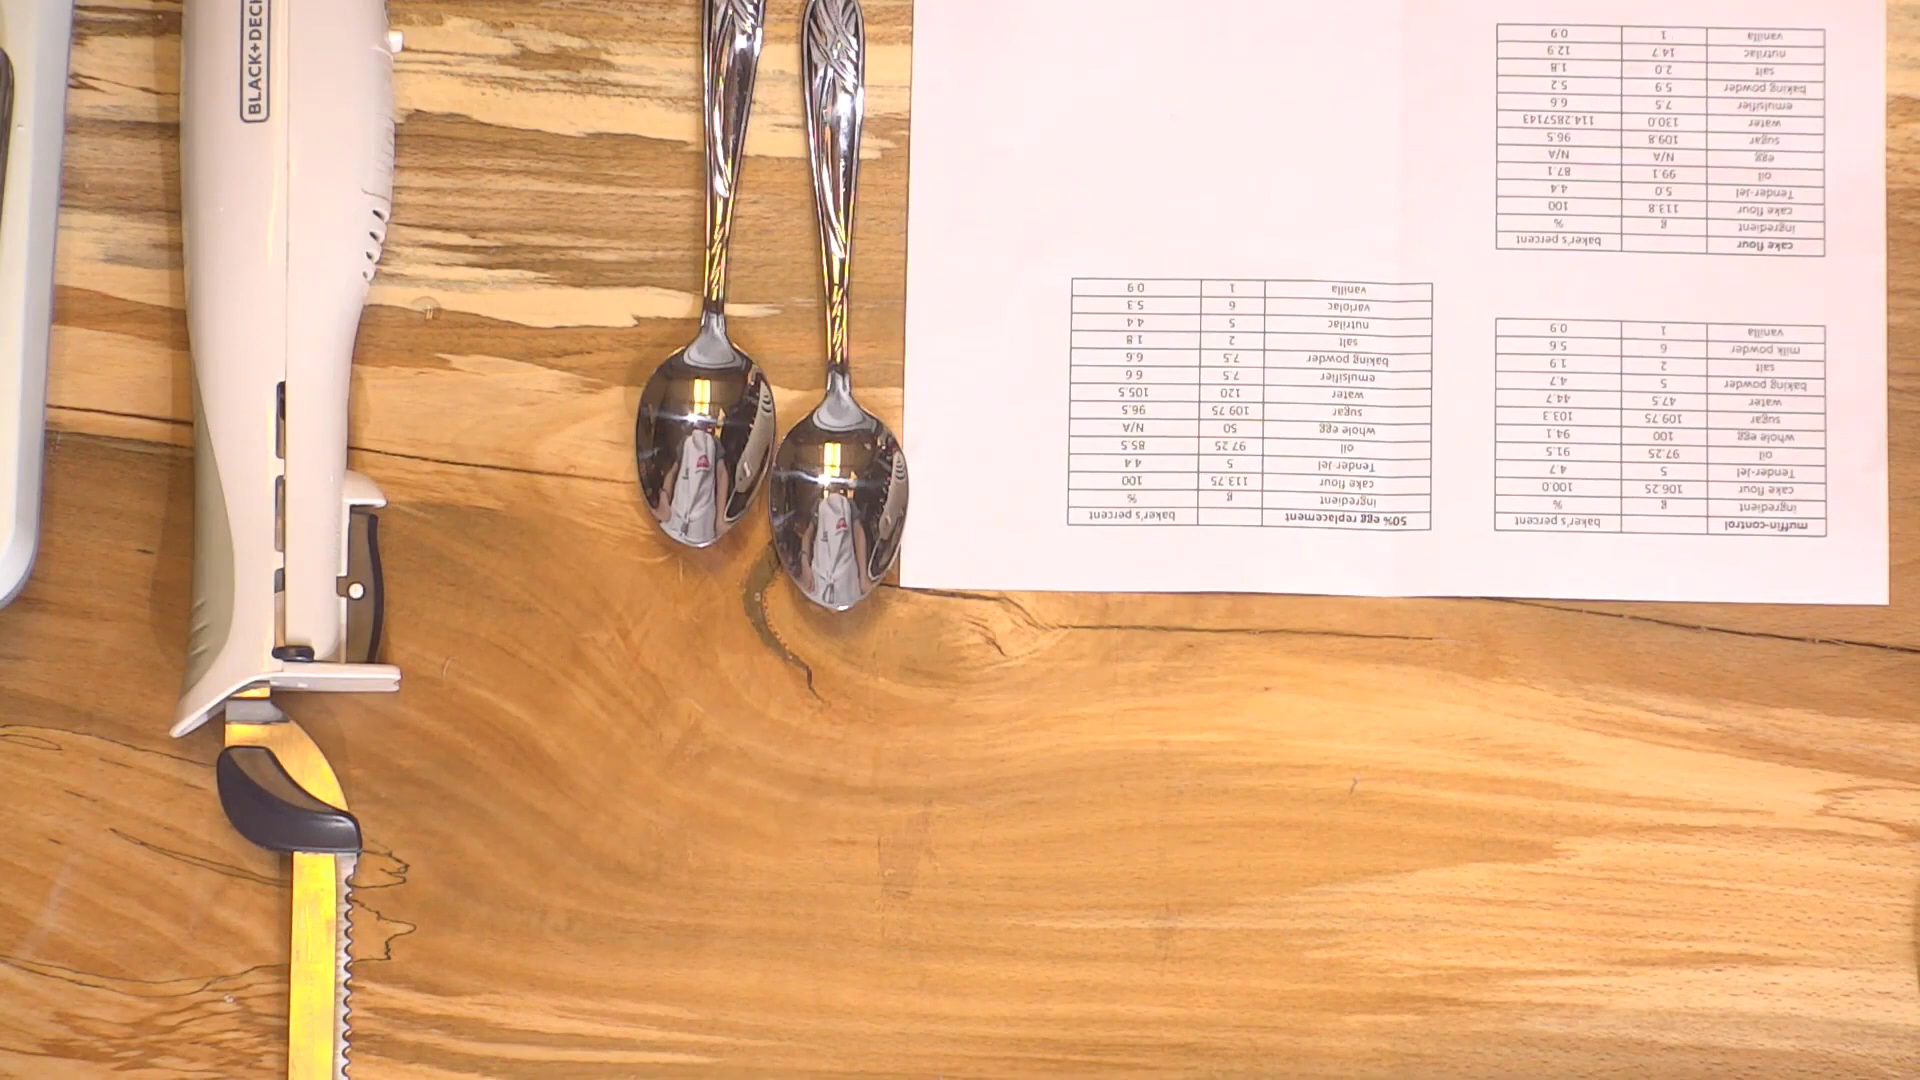 BLACK+DECK
muffin-control baker's percent
ingredient g %
cake flour 106.25 100.0
Tender-Jel 5 4.7
oil 97.25 91.5
whole egg 100 94.1
sugar 109.75 103.3
water 47.5 44.7
baking powder 5 4.7
salt 2 1.9
milk powder 6 5.6
vanilla 1 0.9
50% egg replacement baker's percent
ingredient g %
cake flour 113.75 100
Tender Jel 5 4.4
oil 97.25 85.5
whole egg 50 N/A
sugar 109.75 96.5
water 120 105.5
emulsifier 7.5 6.6
baking powder 7.5 6.6
salt 2 1.8
nutrilac 5 4.4
variolac 6 5.3
vanilla 1 0.9
cake flour baker's percent
ingredient g %
cake flour 113.8 100
Tender-Jel 5.0 4.4
oil 99.1 87.1
egg N/A N/A
sugar 109.8 96.5
water 130.0 114.2857143
emulsifier 7.5 6.6
baking powder 5.9 5.2
salt 2.0 1.8
nutrilac 14.7 12.9
vanilla 1 0.9